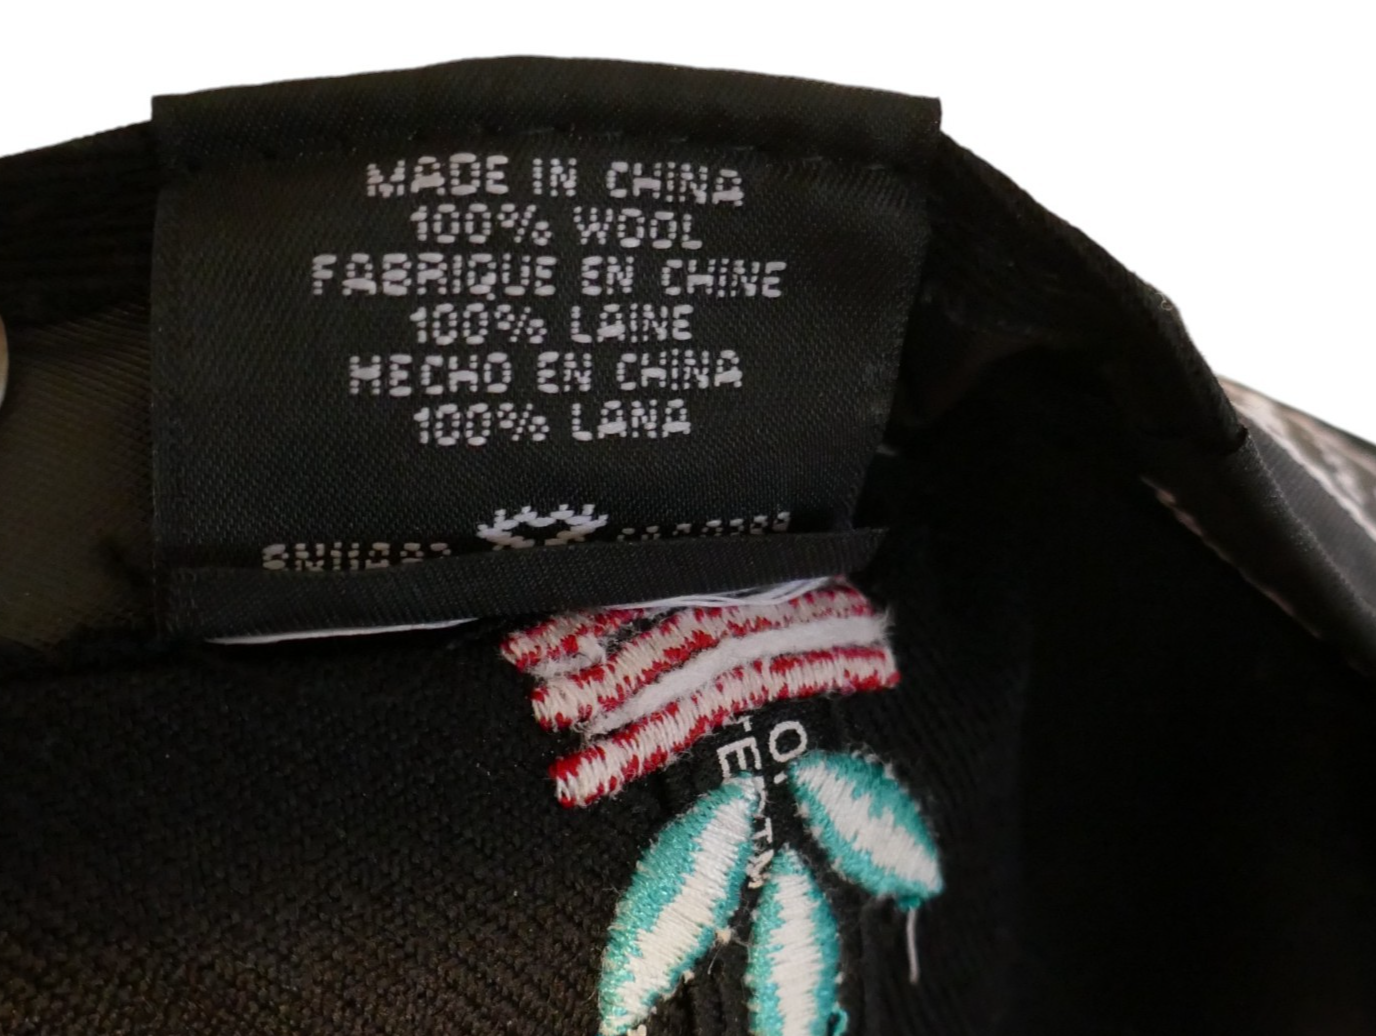 MADE IN CHINA
100% WOOL
FABRIQUE EN CHINE
100% LAINE
HECHO EN CHINA
100% LANA